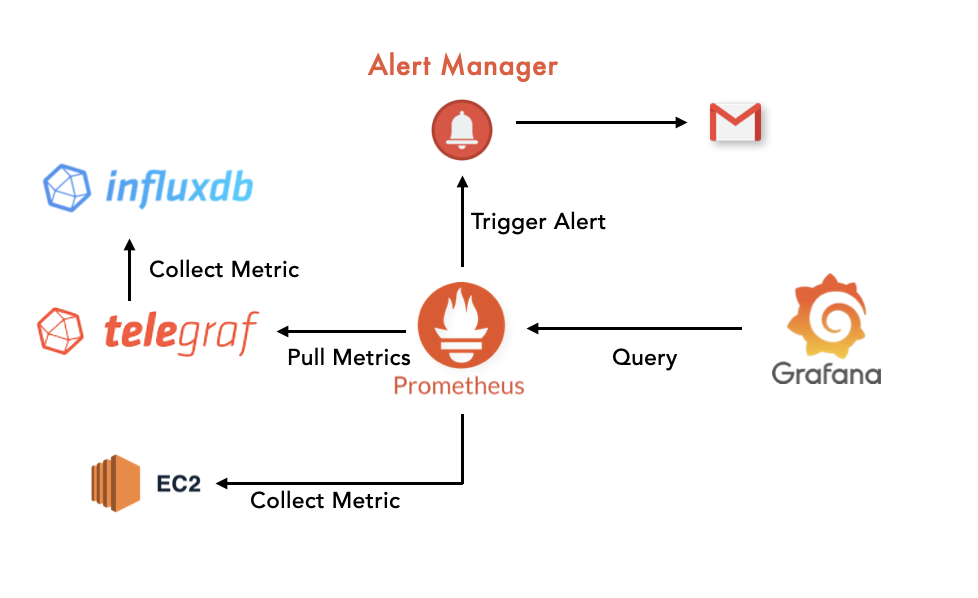 Alert Manager
influxdb
Trigger Alert
Collect Metric
telegraf
Pull Metrics
Prometheus
Query
Grafana
EC2
Collect Metric